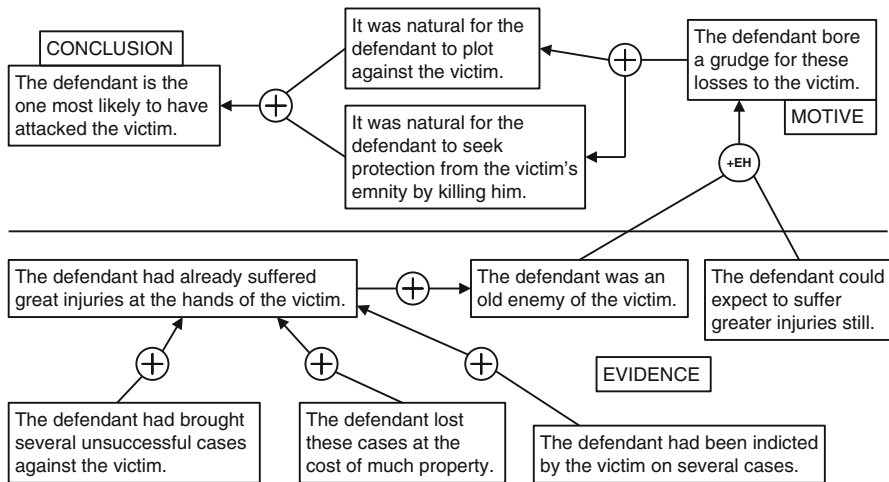 CONCLUSION
The defendant is the
one most likely to have
attacked the victim.
+
It was natural for the
defendant to plot
against the victim.
It was natural for the
defendant to seek
protection from the victim's
emnity by killing him.
+
The defendant bore
a grudge for these
losses to the victim.
MOTIVE
+EH
The defendant had already suffered
great injuries at the hands of the victim.
+
The defendant was an
old enemy of the victim.
The defendant could
expect to suffer
greater injuries still.
+
+
+
EVIDENCE
The defendant had brought
several unsuccessful cases
against the victim.
The defendant lost
these cases at the
cost of much property.
The defendant had been indicted
by the victim on several cases.